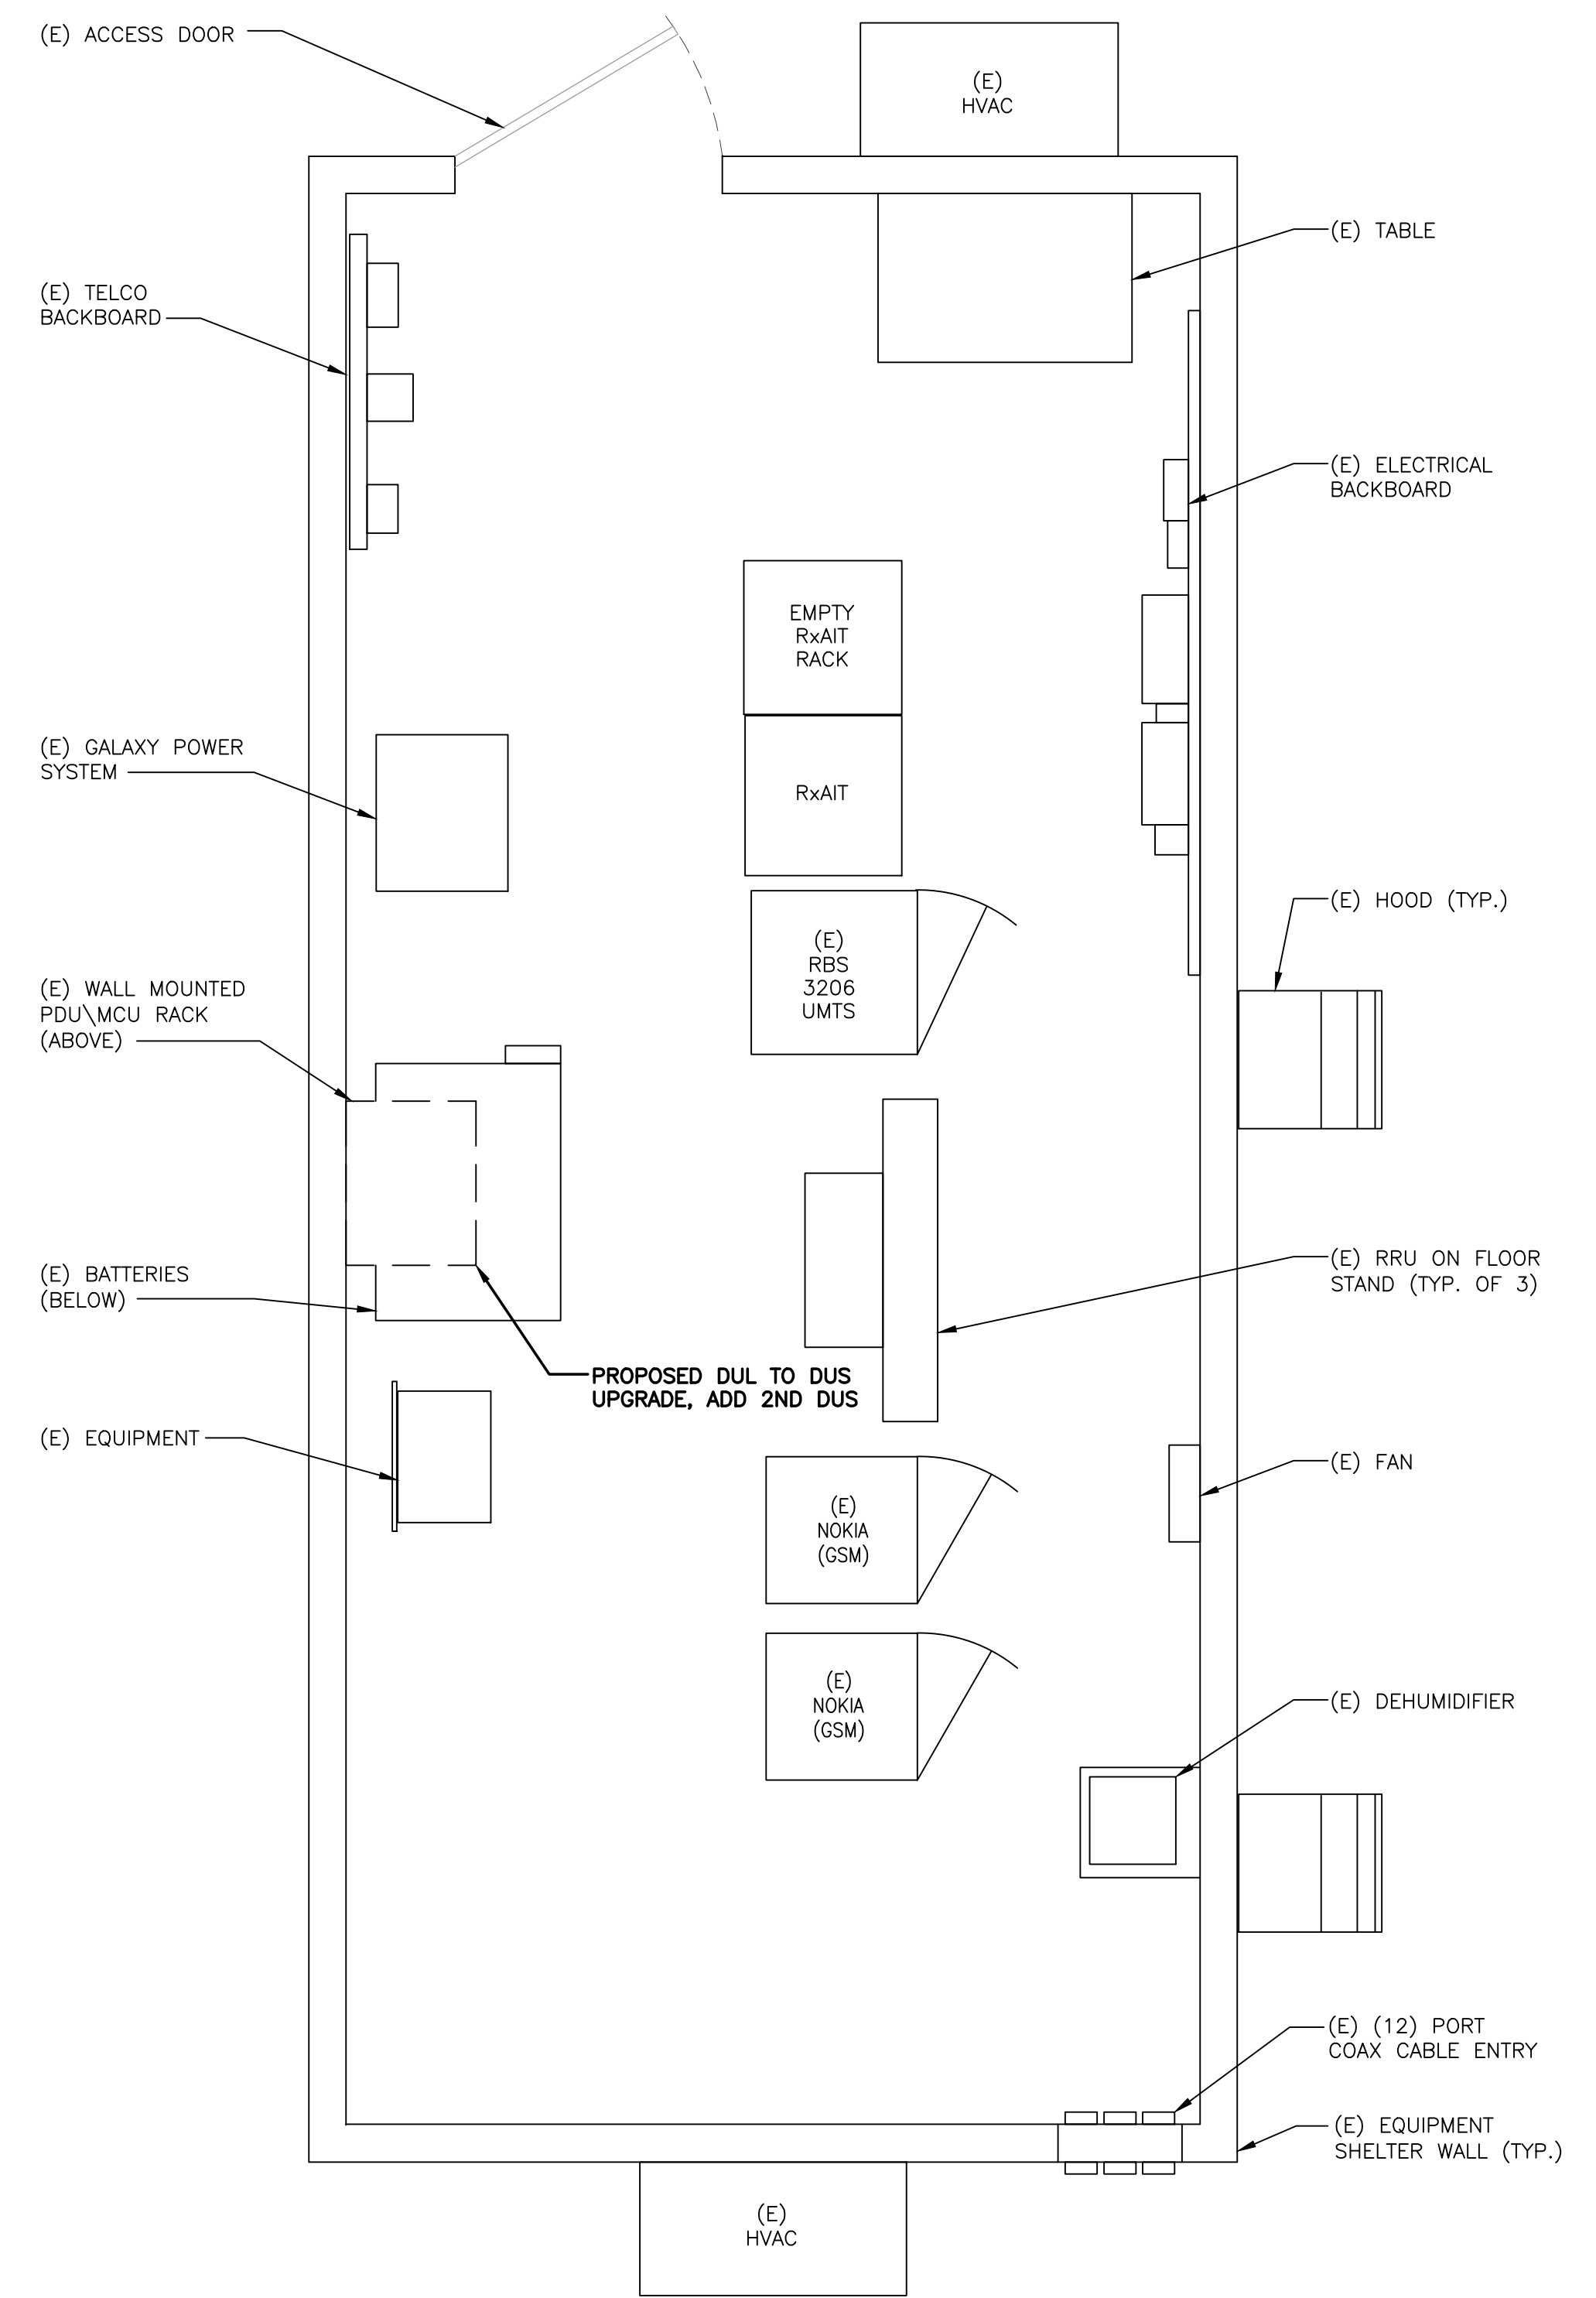 (E) ACCESS DOOR
(E)
HVAC
(E) TABLE
(E) TELCO
BACKBOARD
(E) ELECTRICAL
BACKBOARD
EMPTY
RxAIT
RACK
(E) GALAXY POWER
SYSTEM
RxAIT
(E) HOOD (TYP.)
(E)
RBS
3206
UMTS
(E) WALL MOUNTED
PDU\MCU RACK
(ABOVE)
(E) RRU ON FLOOR
STAND (TYP. OF 3)
(E) BATTERIES
(BELOW)
PROPOSED DUL TO DUS
UPGRADE, ADD 2ND DUS
(E) EQUIPMENT
(E) FAN
(E)
NOKIA
(GSM)
(E)
NOKIA
(GSM)
(E) DEHUMIDIFIER
(E) (12) PORT
COAX CABLE ENTRY
(E) EQUIPMENT
SHELTER WALL (TYP.)
(E)
HVAC